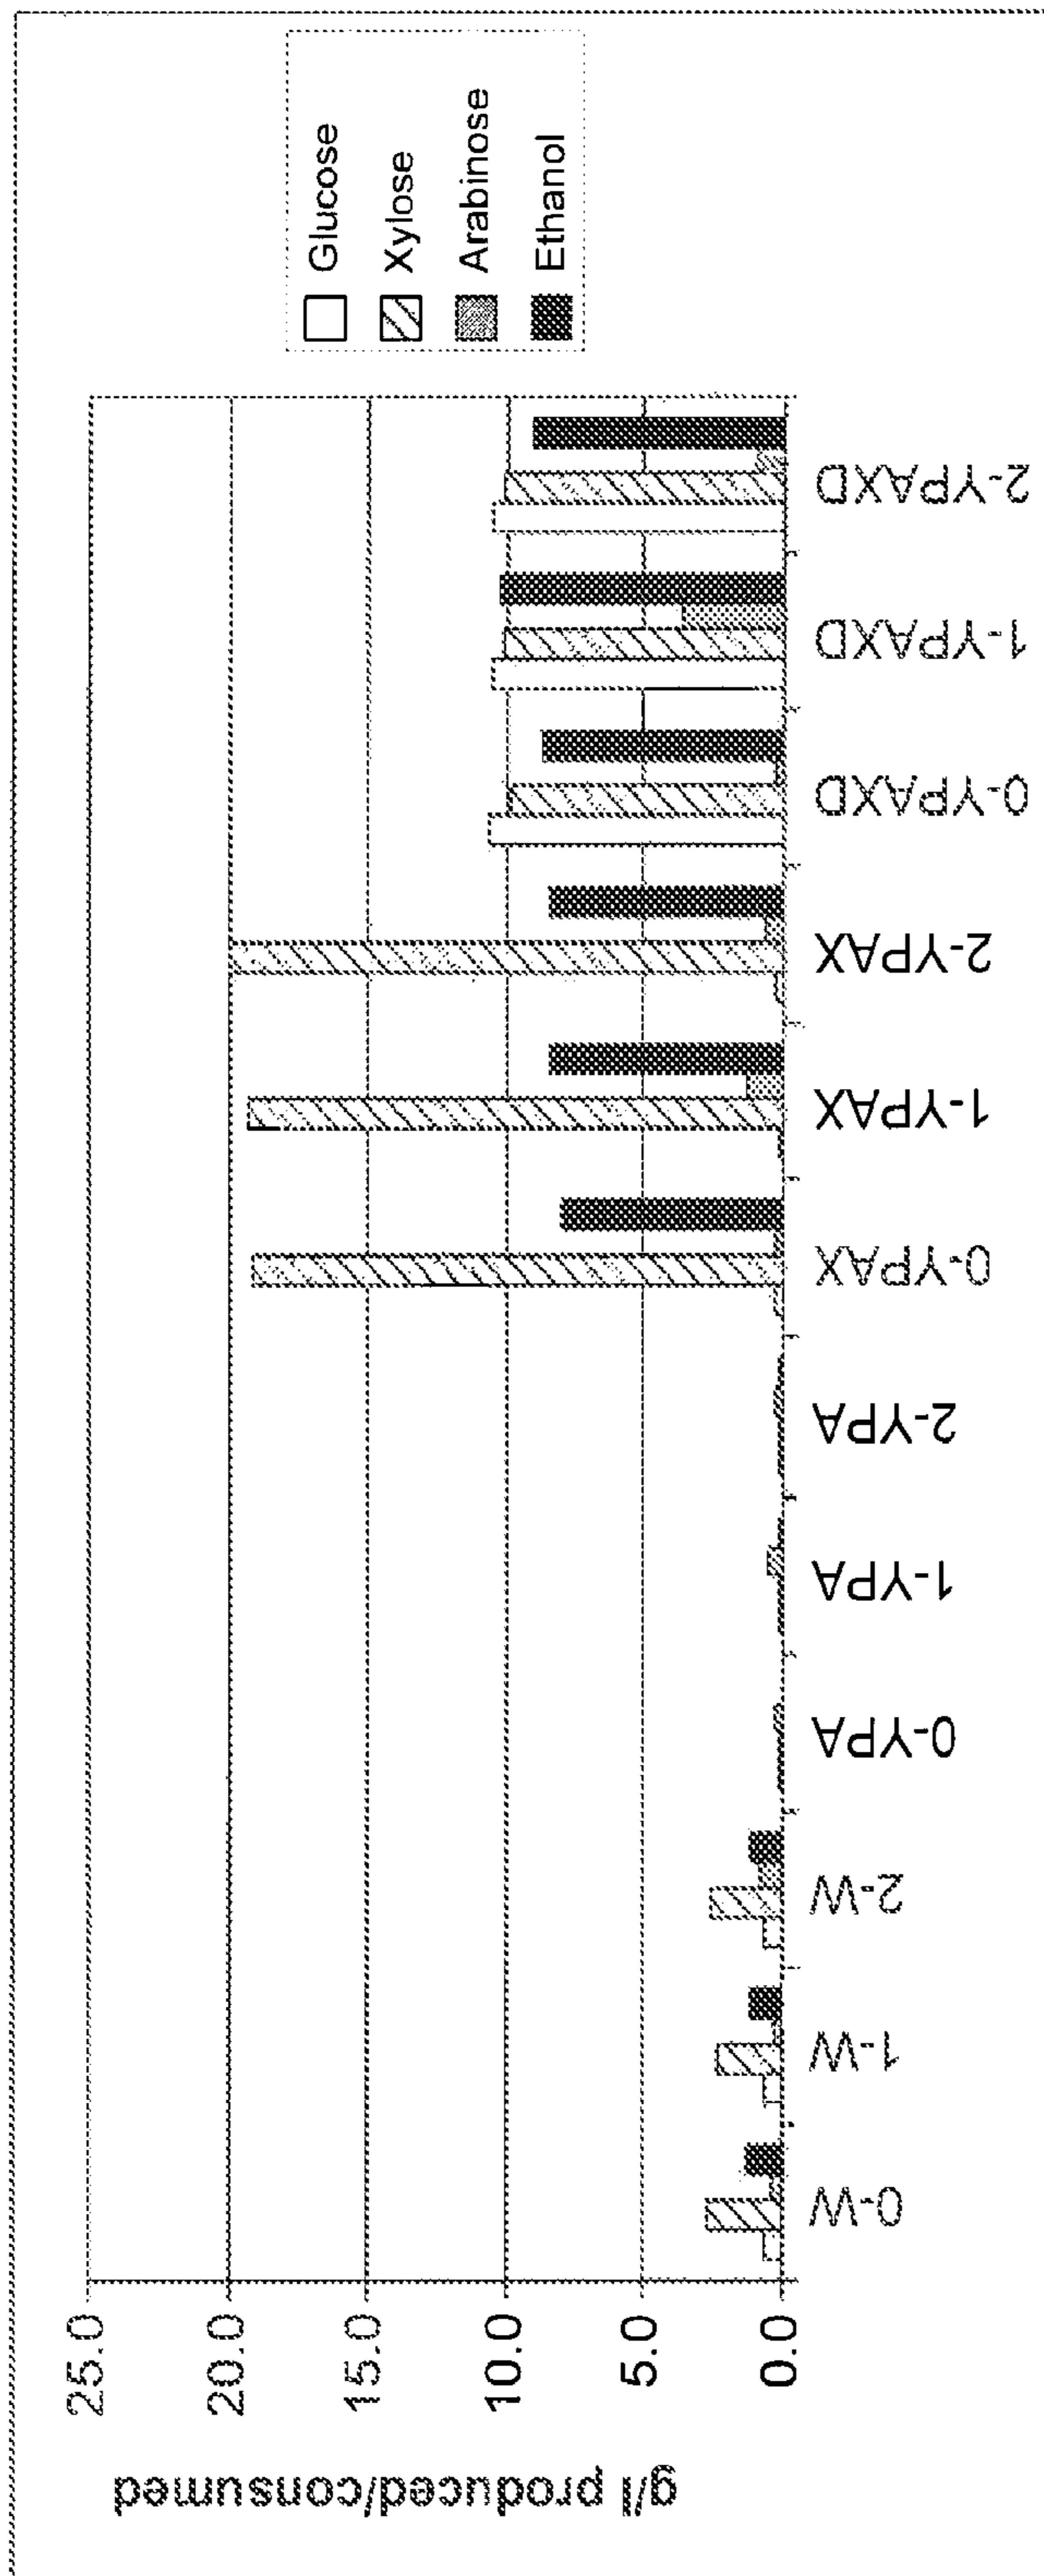 g/l produced/consumed
25.0
20.0
15.0
10.0
5.0
0.0
0-W
1-W
2-W
0-YPA
1-YPA
2-YPA
0-YPAX
1-YPAX
2-YPAX
0-YPAXD
1-YPAXD
2-YPAXD
Glucose
Xylose
Arabinose
Ethanol